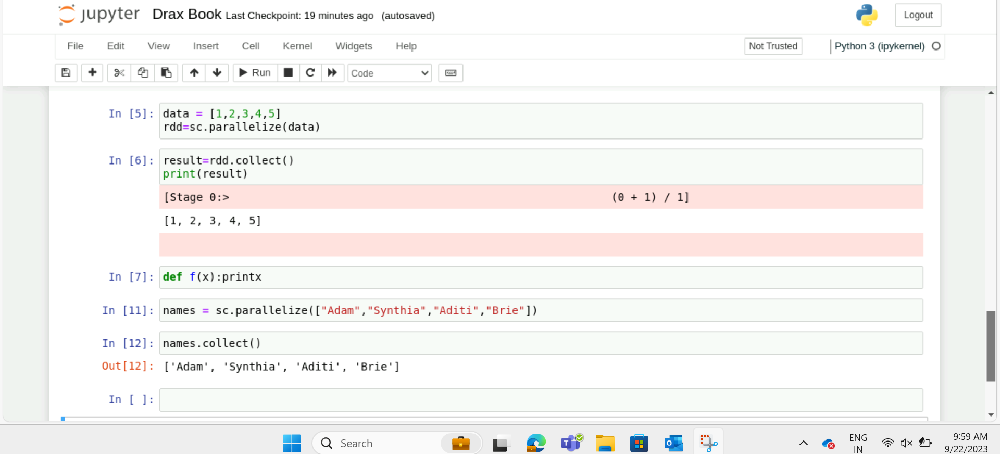 jupyter Drax Book Last Checkpoint: 19 minutes ago (autosaved)
Logout
File Edit View Insert Cell Kernel Widgets Help
Not Trusted
Python 3 (ipykernel)
Run
Code
In [5]: data = [1,2,3,4,5]
rdd=sc.parallelize(data)
In [6]: result=rdd.collect()
print(result)
[Stage 0:> (0 + 1) / 1]
[1, 2, 3, 4, 5]
In [7]: def f(x):printx
In [11]: names = sc.parallelize(["Adam","Synthia","Aditi","Brie"])
In [12]: names.collect()
Out[12]: ['Adam', 'Synthia', 'Aditi', 'Brie']
In [ ]:
Search
ENG
IN
9:59 AM
9/22/2023